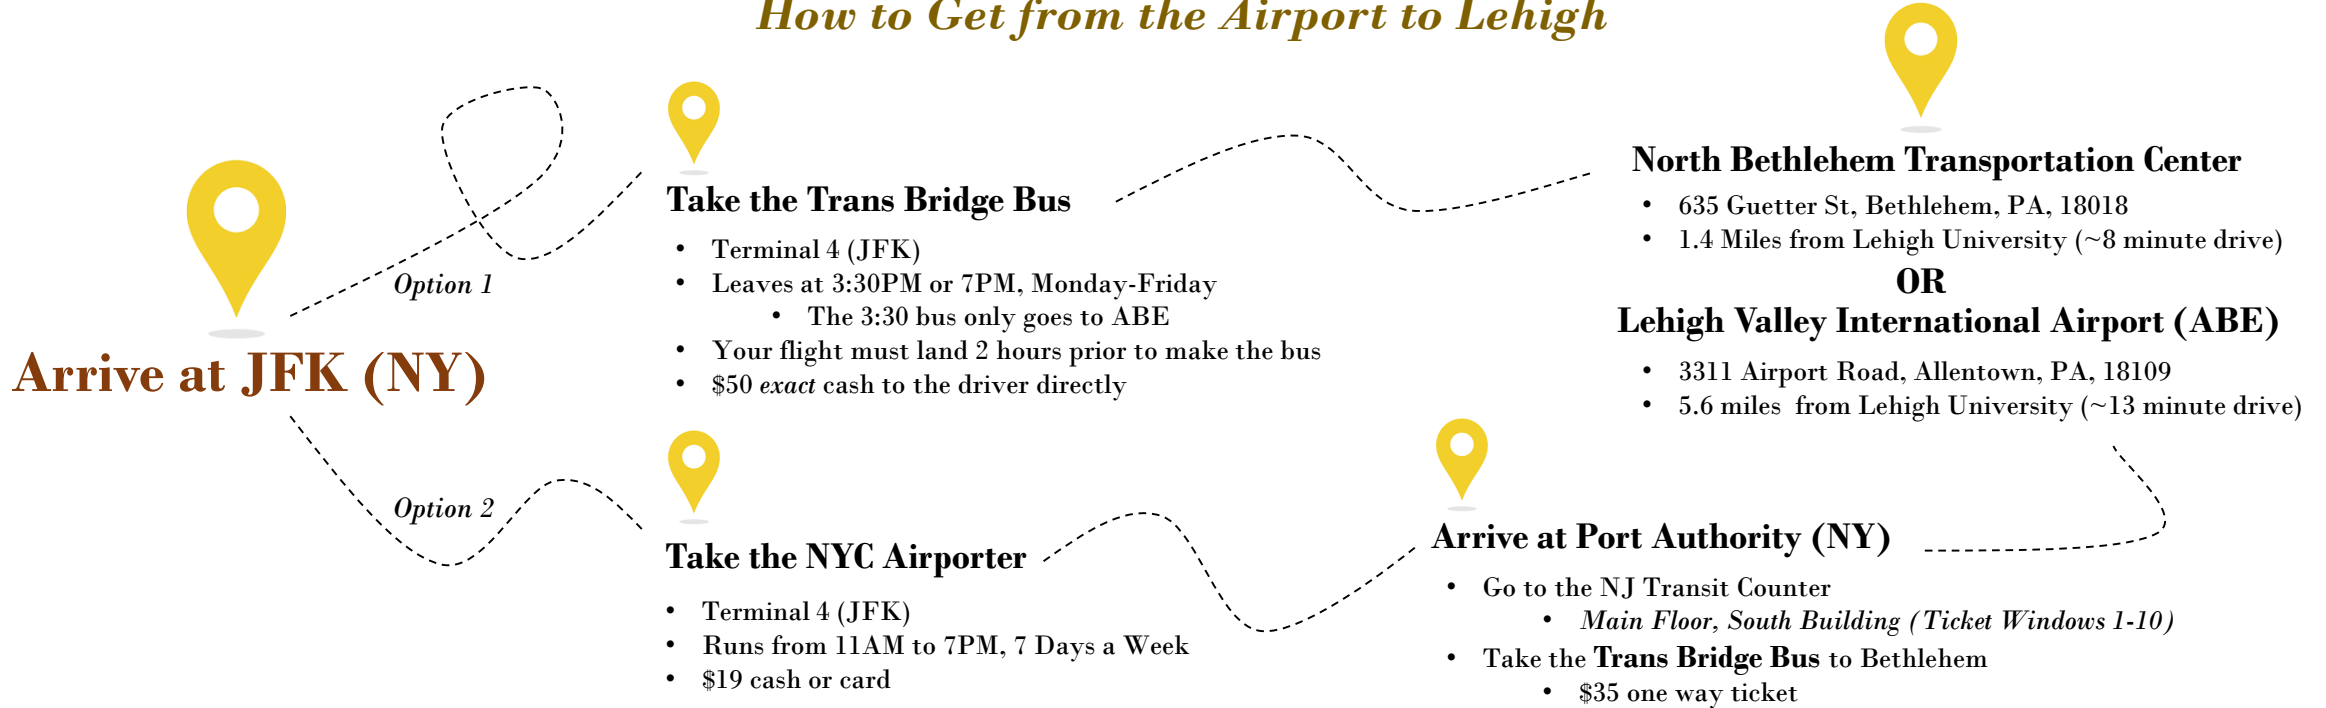 How to Get from the Airport to Lehigh
Arrive at JFK (NY)
Option 1
Take the Trans Bridge Bus
• Terminal 4 (JFK)
• Leaves at 3:30PM or 7PM, Monday-Friday
• The 3:30 bus only goes to ABE
• Your flight must land 2 hours prior to make the bus
• $50 exact cash to the driver directly
North Bethlehem Transportation Center
• 635 Guetter St, Bethlehem, PA, 18018
• 1.4 Miles from Lehigh University (~8 minute drive)
OR
Lehigh Valley International Airport (ABE)
• 3311 Airport Road, Allentown, PA, 18109
• 5.6 miles  from Lehigh University (~13 minute drive)
Option 2
Take the NYC Airporter
• Terminal 4 (JFK)
• Runs from 11AM to 7PM, 7 Days a Week
• $19 cash or card
Arrive at Port Authority (NY)
• Go to the NJ Transit Counter
• Main Floor, South Building (Ticket Windows 1-10)
• Take the Trans Bridge Bus to Bethlehem
• $35 one way ticket